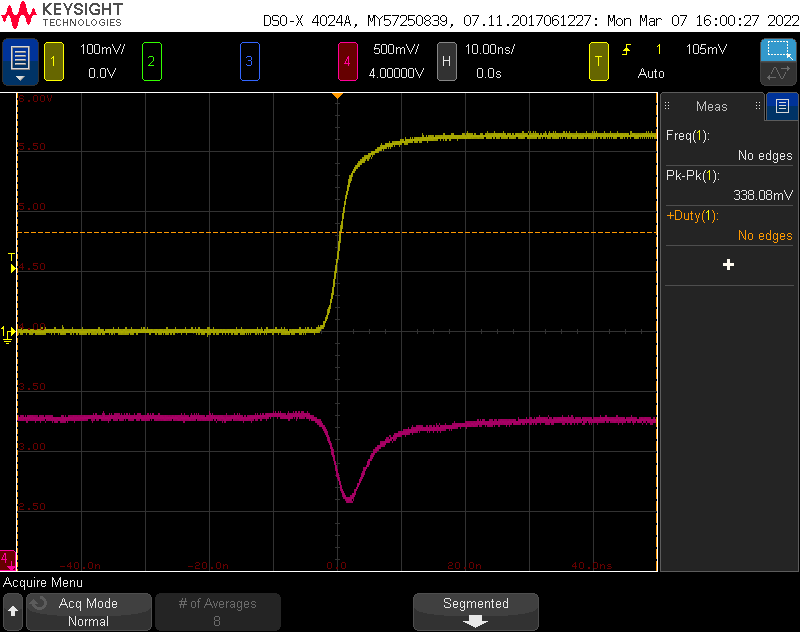 KEYSIGHT
TECHNOLOGIES
DSO-X 4024A, MY57250839, 07.11.2017061227: Mon Mar 07 16:00:27 2022
1
100mV/
0.0V
2
3
4
500mV/
4.00000V
H
10.00ns/
0.0s
T
1
105mV
Auto
Meas
Freq(1):
No edges
Pk-Pk(1):
338.08mV
+Duty(1):
No edges
6.00V
5.50
5.00
T
4.50
1
4.00
3.50
3.00
2.50
4
-40.0n
-20.0n
0.0
20.0n
40.0ns
Acquire Menu
Acq Mode
Normal
# of Averages
8
Segmented